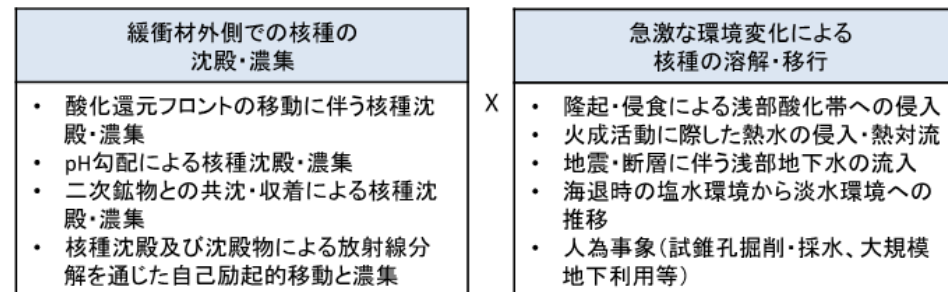 緩衝材外側での核種の
沈殿・濃集
・ 酸化還元フロントの移動に伴う核種沈
殿・濃集
・ pH勾配による核種沈殿・濃集
・ 二次鉱物との共沈・収着による核種沈
殿・濃集
・ 核種沈殿及び沈殿物による放射線分
解を通じた自己励起的移動と濃集
X
急激な環境変化による
核種の溶解・移行
・ 隆起・侵食による浅部酸化帯への侵入
・ 火成活動に際した熱水の侵入・熱対流
・ 地震・断層に伴う浅部地下水の流入
・ 海退時の塩水環境から淡水環境への
推移
・ 人為事象(試錐孔掘削・採水、大規模
地下利用等)